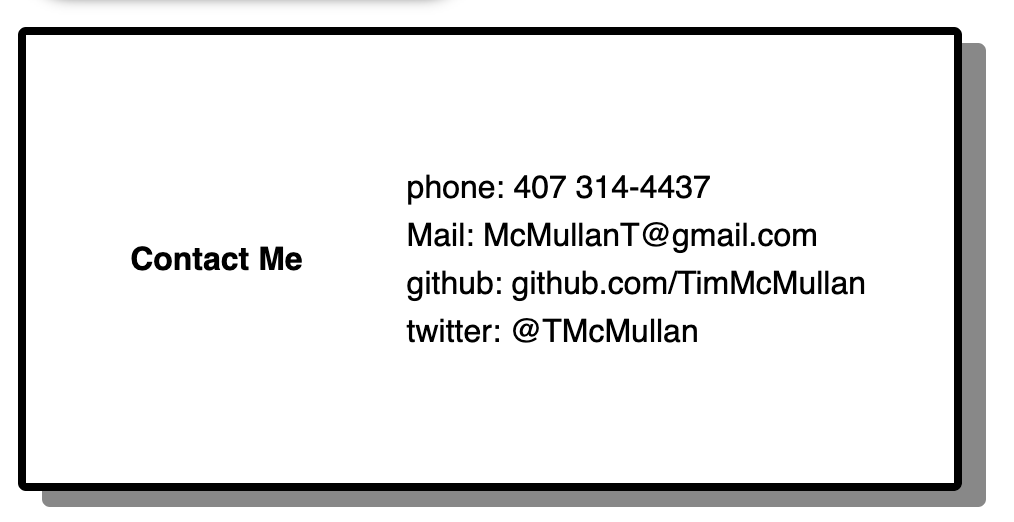 Contact Me
phone: 407 314-4437
Mail: McMullanT@gmail.com
github: github.com/TimMcMullan
twitter: @TMcMullan